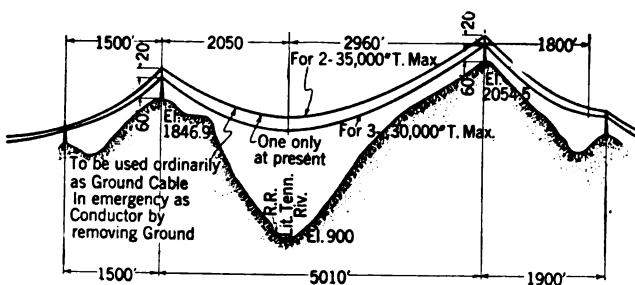 1500'
20'
2050
2960"
20'
1800'
For 2-35,000# T. Max.
60'
El.
1846.9
60'
El.
2054.5
One only
at present
For 3-30,000# T. Max.
To be used ordinarily
as Ground Cable
In emergency as
Conductor by
removing Ground
R.R.
Lit. Tenn.
Riv.
El. 900
1500'
5010'
1900'